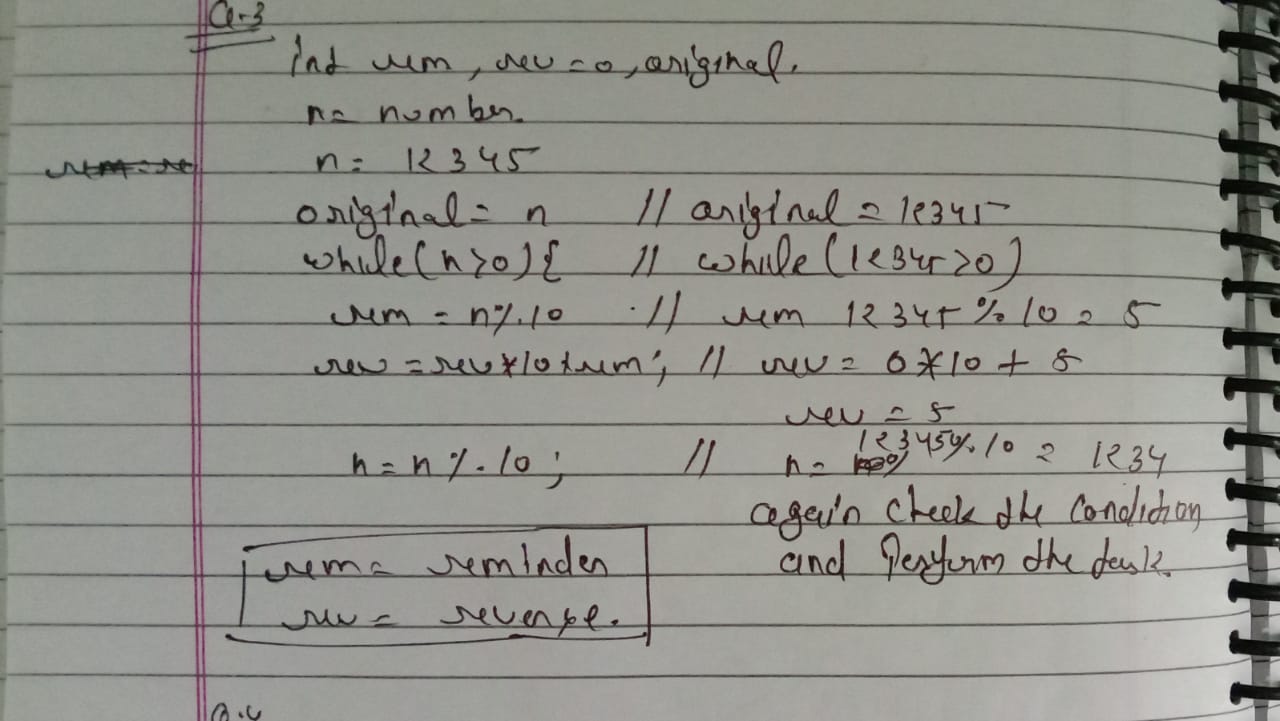 Q-3
int rem, rev=0, original.
n= number.
n= 12345
original= n // original = 12345
while(n>0){ // while(12345>0)
rem = n%10 // rem 12345%10 = 5
rev =rev*10+rem; // rev = 0*10 + 5
rev = 5
n=n%10; // n= 12345%10 = 1234
again check the condition
and Perform the task.
rem= reminder
rev= reverse.
Q.4